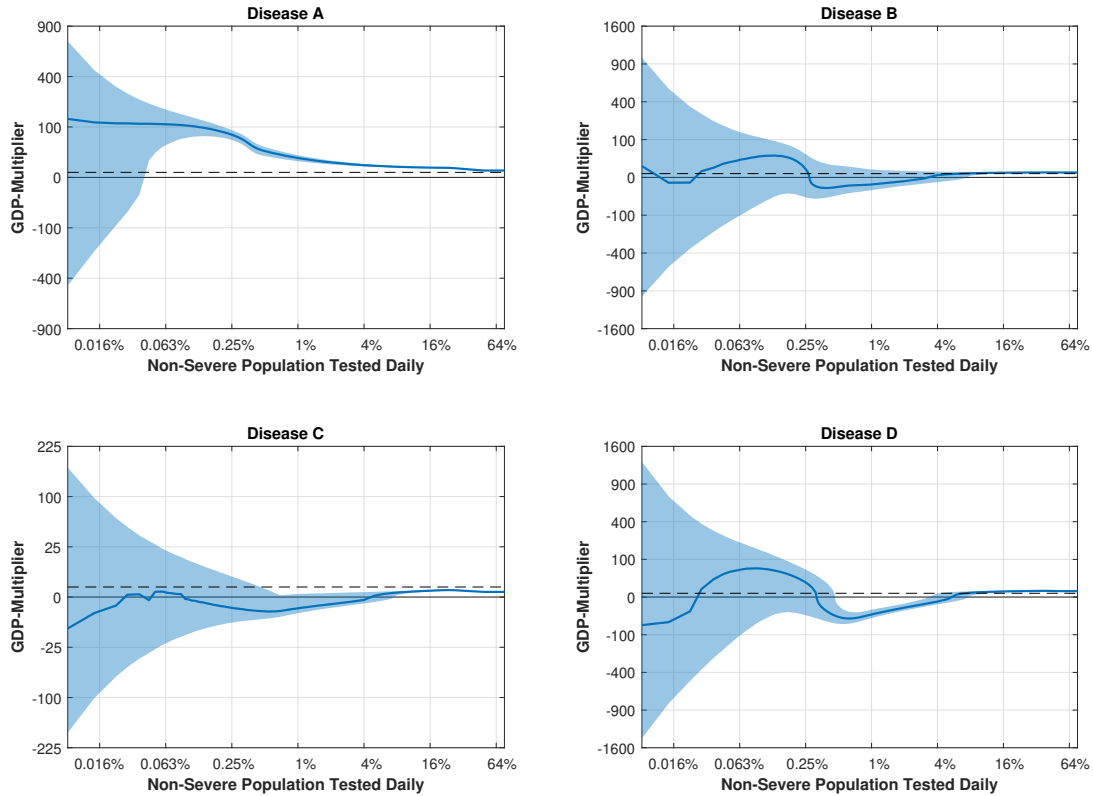 Disease A
900
400
100
0
-100
-400
-900
GDP-Multiplier
0.016% 0.063% 0.25% 1% 4% 16% 64%
Non-Severe Population Tested Daily
Disease B
1600
900
400
100
0
-100
-400
-900
-1600
GDP-Multiplier
0.016% 0.063% 0.25% 1% 4% 16% 64%
Non-Severe Population Tested Daily
Disease C
225
100
25
0
-25
-100
-225
GDP-Multiplier
0.016% 0.063% 0.25% 1% 4% 16% 64%
Non-Severe Population Tested Daily
Disease D
1600
900
400
100
0
-100
-400
-900
-1600
GDP-Multiplier
0.016% 0.063% 0.25% 1% 4% 16% 64%
Non-Severe Population Tested Daily